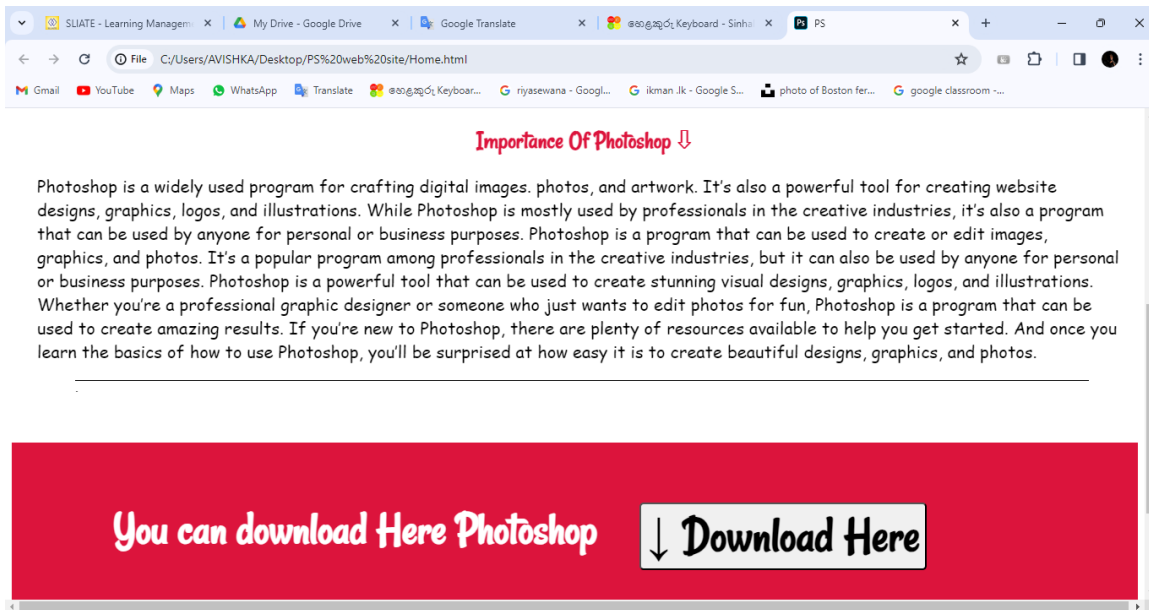 SLIATE - Learning Managem
My Drive - Google Drive
Google Translate
හෙළකුරු Keyboard - Sinha
Ps PS
File C:/Users/AVISHKA/Desktop/PS%20web%20site/Home.html
Gmail YouTube Maps WhatsApp Translate හෙළකුරු Keyboar... riyasewana - Googl... ikman .lk - Google S... photo of Boston fer... google classroom -...
Importance Of Photoshop ⇩
Photoshop is a widely used program for crafting digital images. photos, and artwork. It's also a powerful tool for creating website
designs, graphics, logos, and illustrations. While Photoshop is mostly used by professionals in the creative industries, it's also a program
that can be used by anyone for personal or business purposes. Photoshop is a program that can be used to create or edit images,
graphics, and photos. It's a popular program among professionals in the creative industries, but it can also be used by anyone for personal
or business purposes. Photoshop is a powerful tool that can be used to create stunning visual designs, graphics, logos, and illustrations.
Whether you're a professional graphic designer or someone who just wants to edit photos for fun, Photoshop is a program that can be
used to create amazing results. If you're new to Photoshop, there are plenty of resources available to help you get started. And once you
learn the basics of how to use Photoshop, you'll be surprised at how easy it is to create beautiful designs, graphics, and photos.
.
You can download Here Photoshop
↓ Download Here